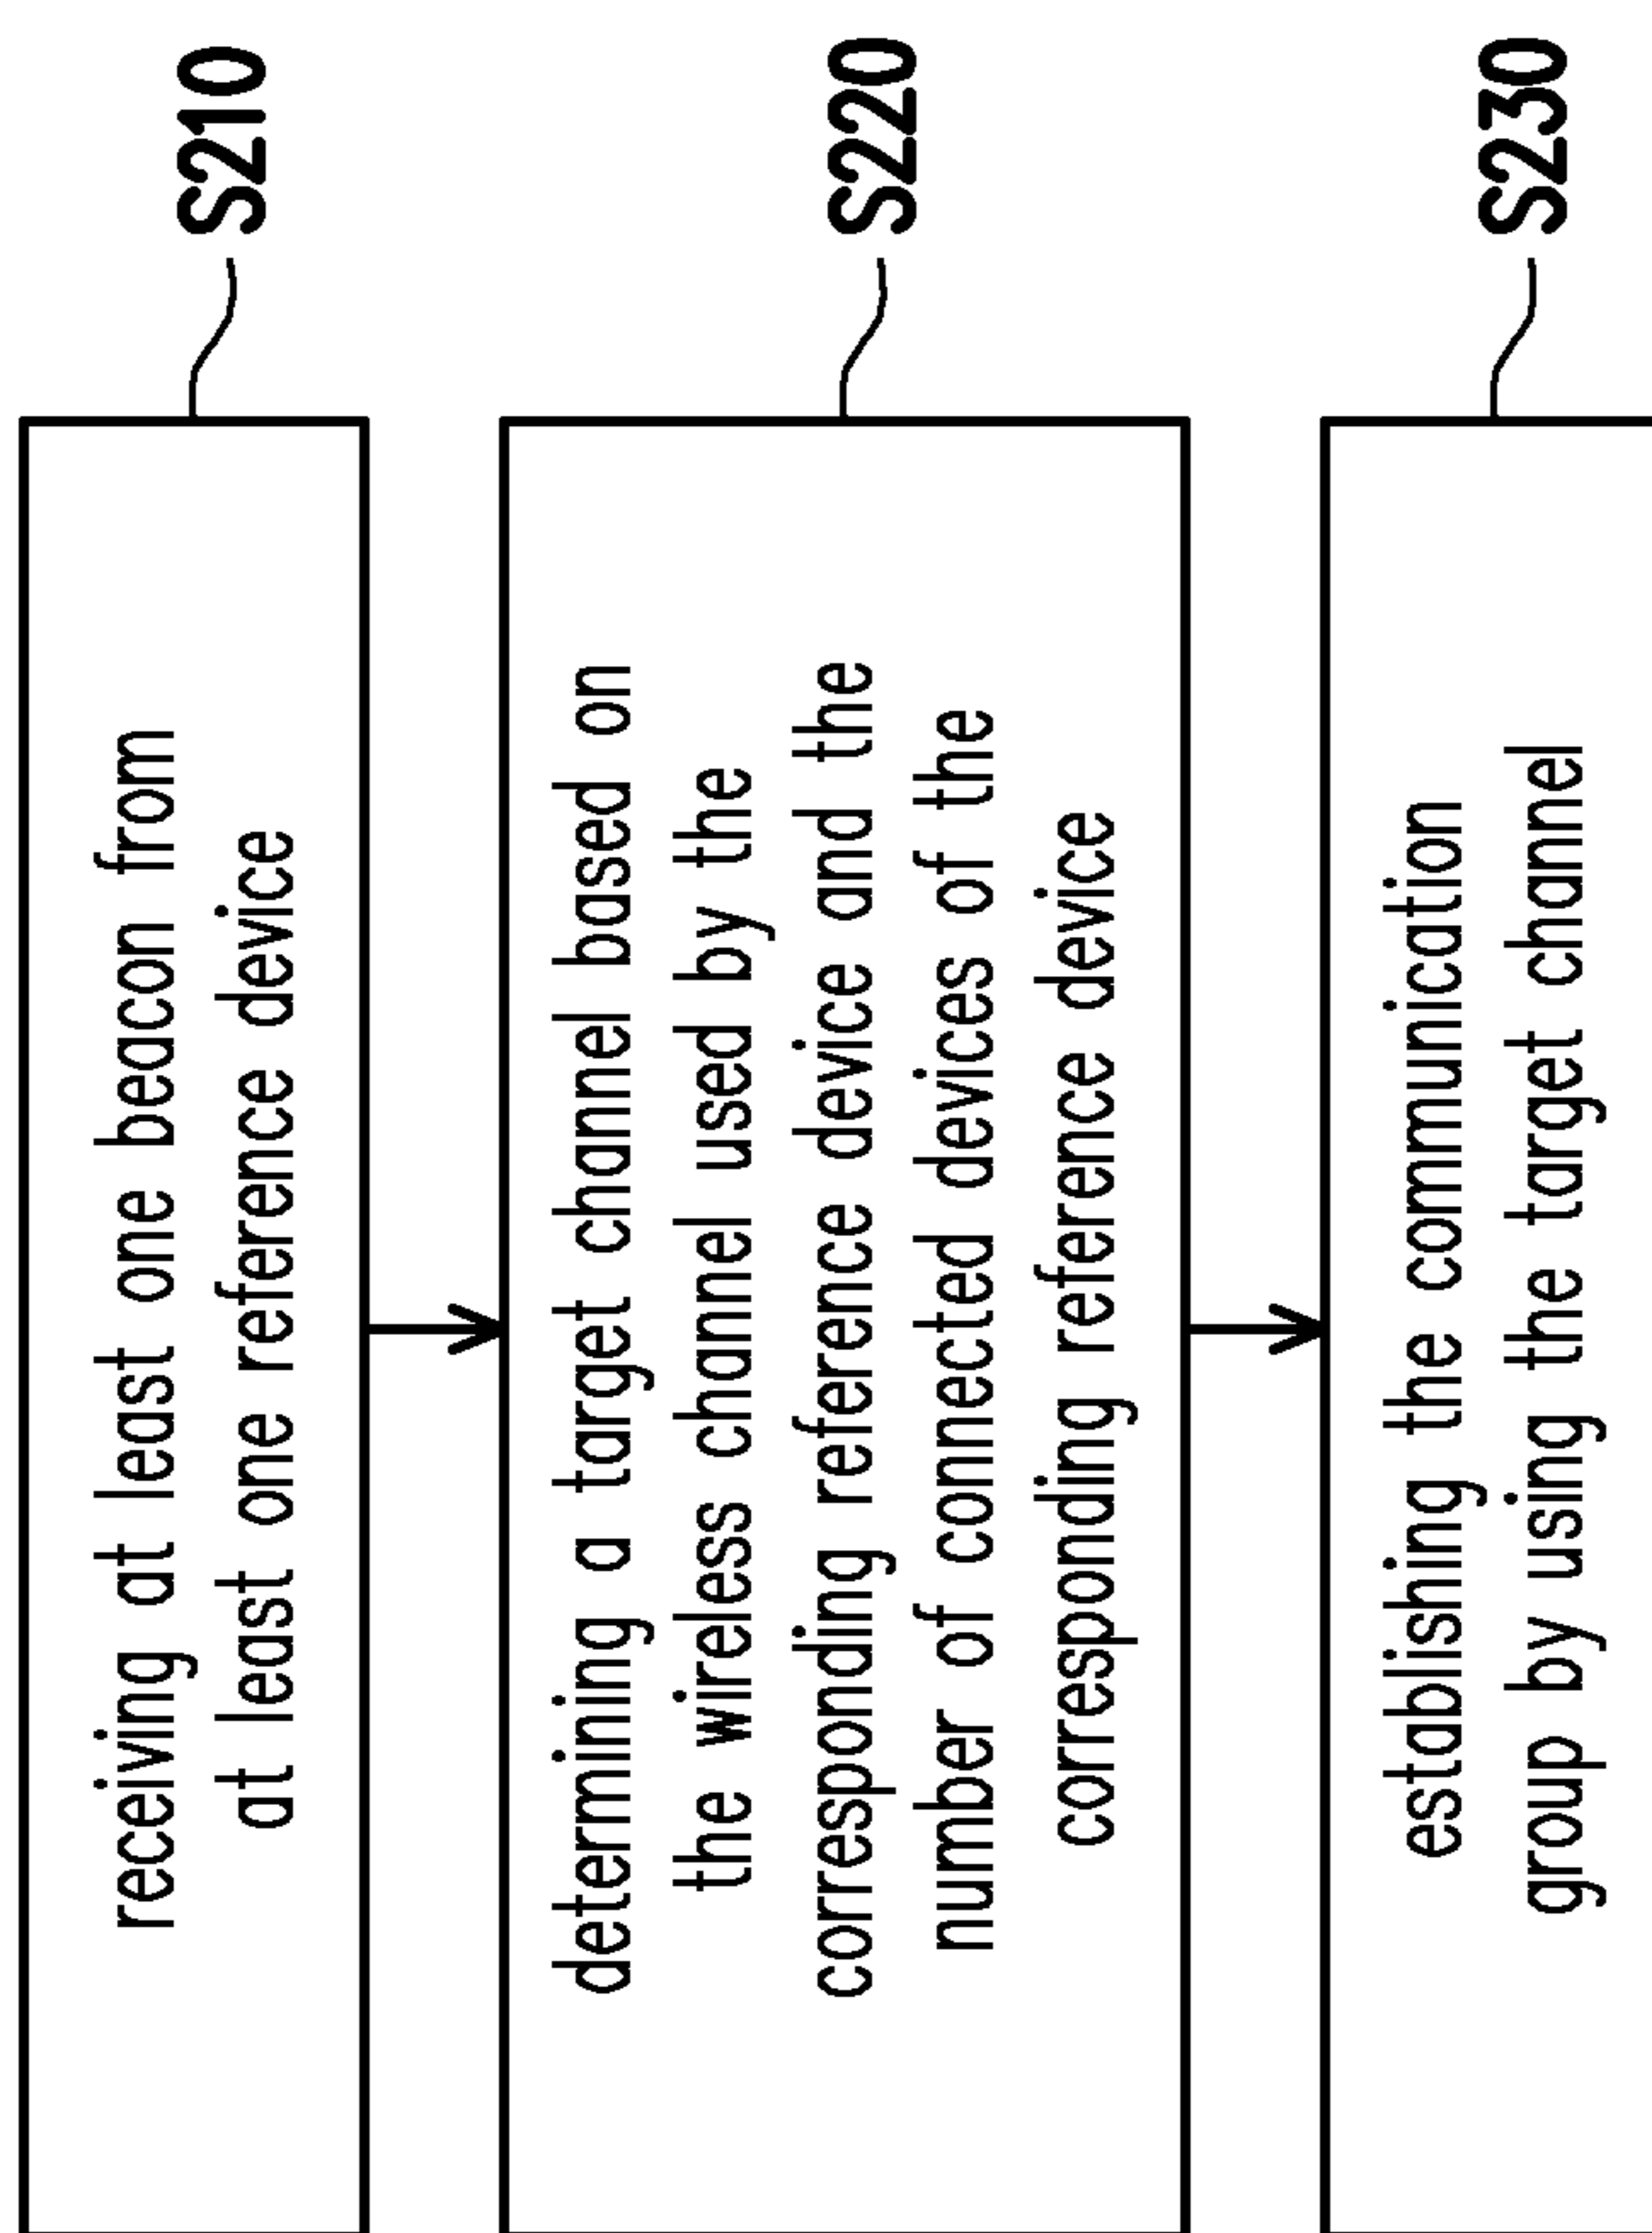 receiving at least one beacon from
at least one reference device
S210
determining a target channel based on
the wireless channel used by the
corresponding reference device and the
number of connected devices of the
corresponding reference device
S220
establishing the communication
group by using the target channel
S230